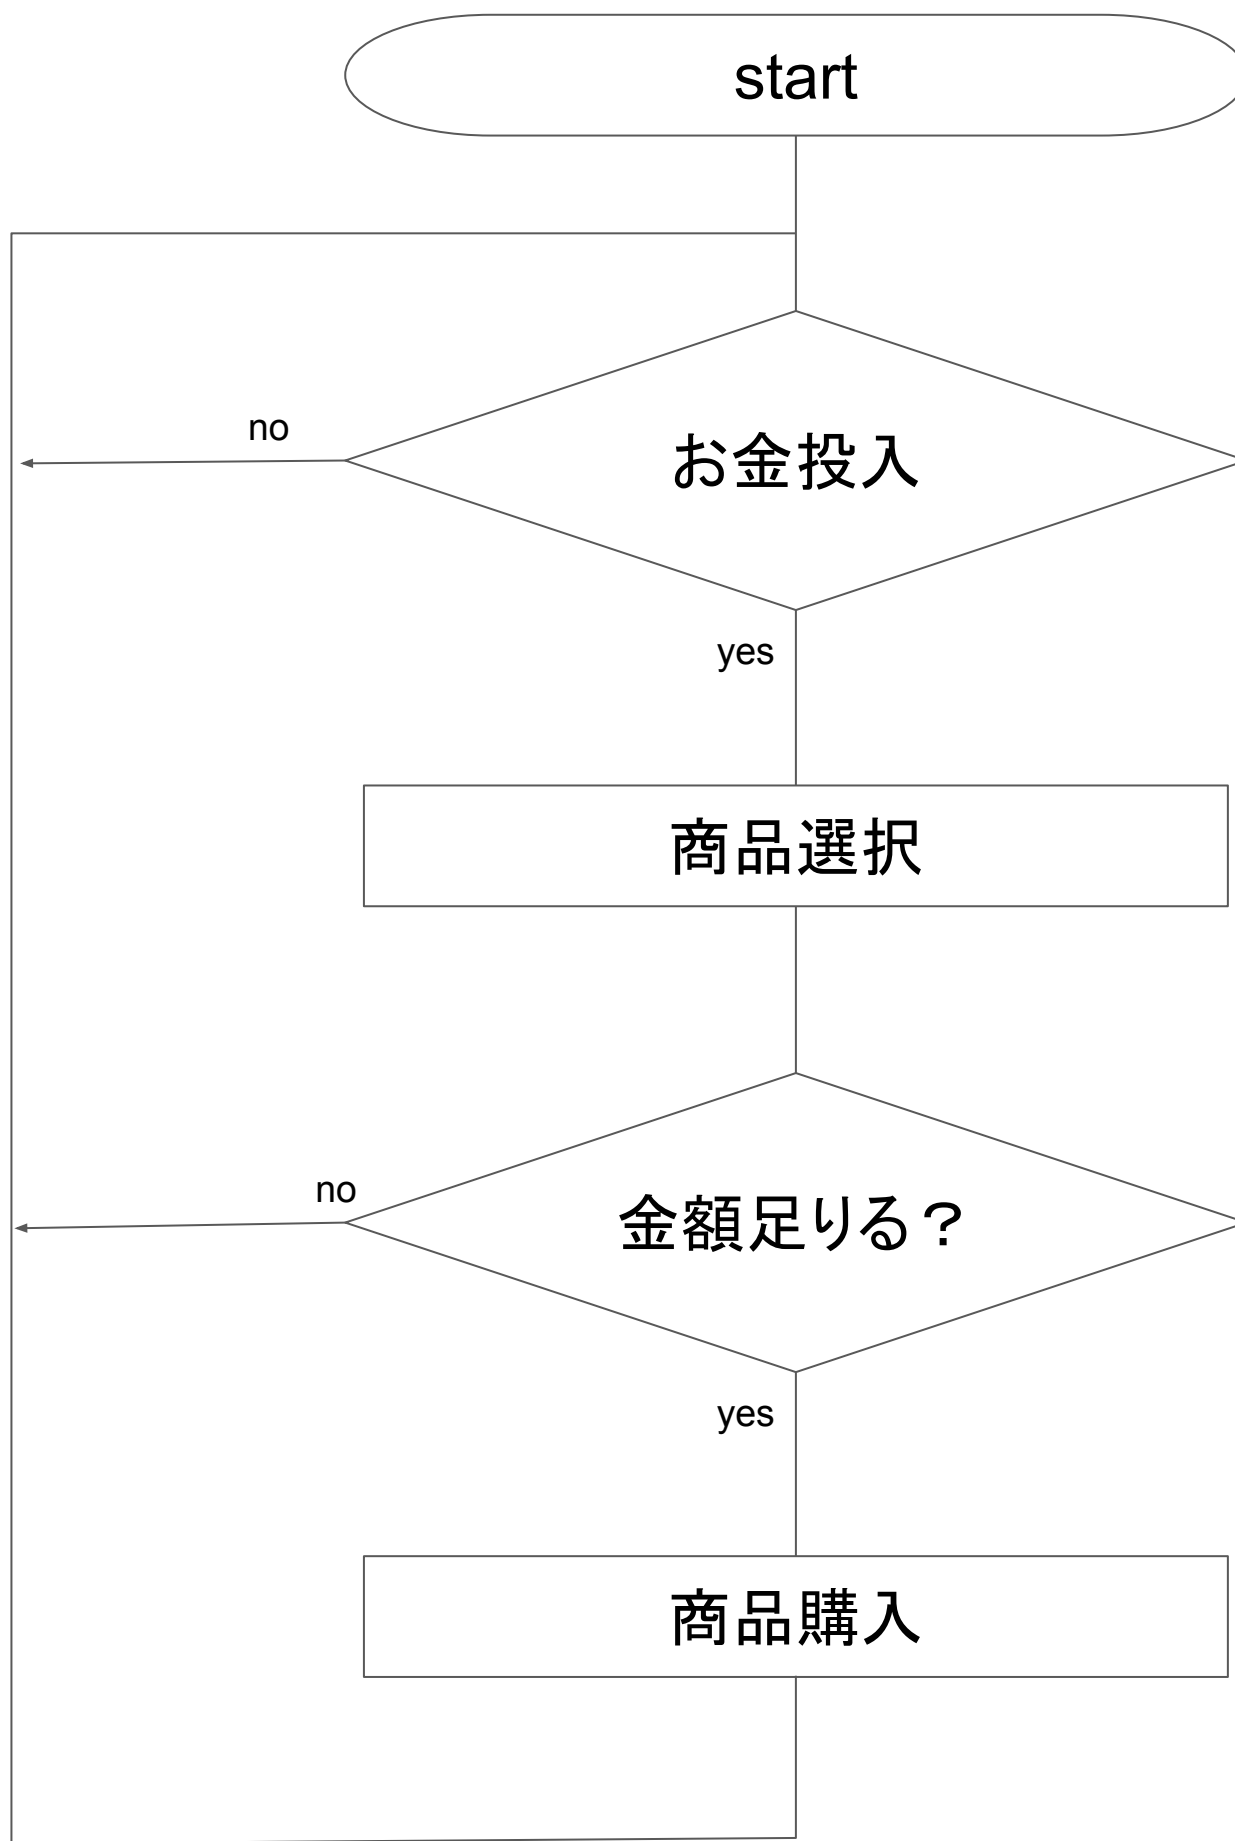 start
no
お金投入
yes
商品選択
no
金額足りる？
yes
商品購入